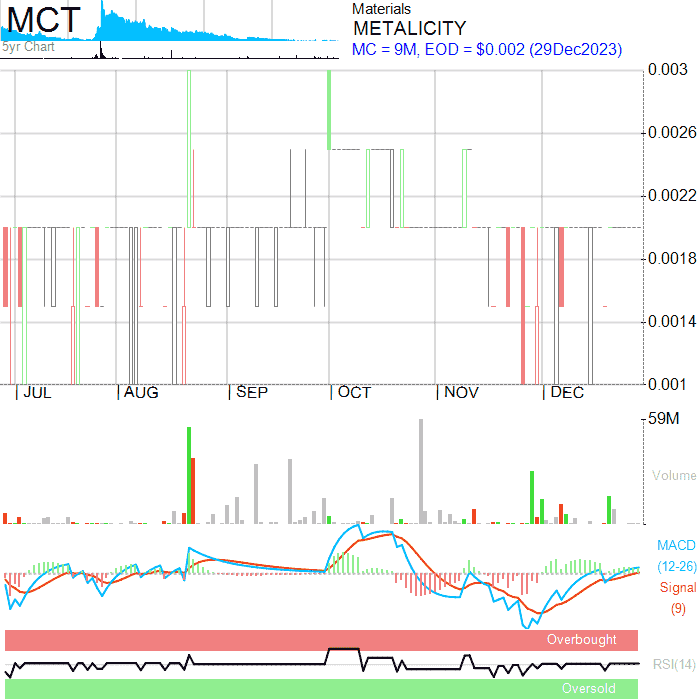 MCT
5yr Chart
Materials
METALICITY
MC = 9M, EOD = $0.002 (29Dec2023)
0.003
0.0026
0.0022
0.0018
0.0014
0.001
JUL AUG SEP OCT NOV DEC
59M
Volume
MACD
(12-26)
Signal
(9)
Overbought
RSI(14)
Oversold